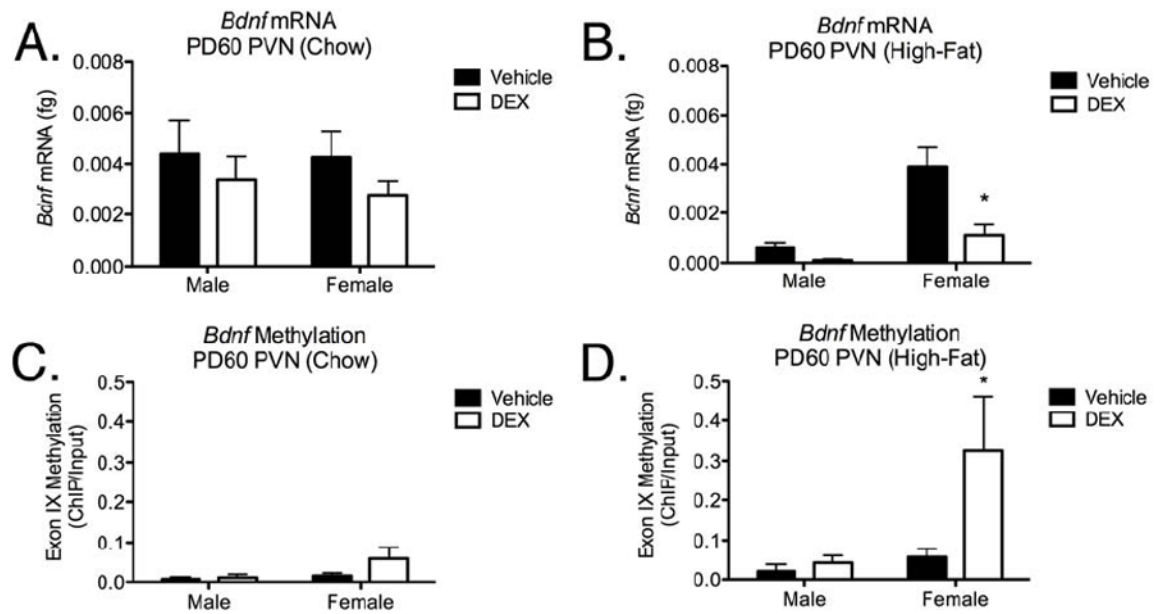 A.
Bdnf mRNA
PD60 PVN (Chow)
Bdnf mRNA (fg)
0.008
0.006
0.004
0.002
0.000
Male
Female
Vehicle
DEX
B.
Bdnf mRNA
PD60 PVN (High-Fat)
Bdnf mRNA (fg)
0.008
0.006
0.004
0.002
0.000
*
Male
Female
Vehicle
DEX
C.
Bdnf Methylation
PD60 PVN (Chow)
Exon IX Methylation
(ChIP/Input)
0.5
0.4
0.3
0.2
0.1
0.0
Male
Female
Vehicle
DEX
D.
Bdnf Methylation
PD60 PVN (High-Fat)
Exon IX Methylation
(ChIP/Input)
0.5
0.4
0.3
0.2
0.1
0.0
*
Male
Female
Vehicle
DEX